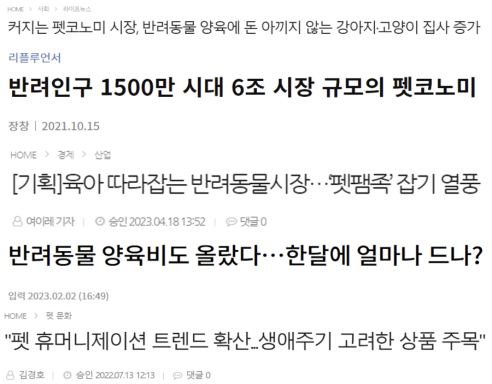 HOME > 사회 > 라이프뉴스
커지는 펫코노미 시장, 반려동물 양육에 돈 아끼지 않는 강아지·고양이 집사 증가
리플루언서
반려인구 1500만 시대 6조 시장 규모의 펫코노미
장창 | 2021.10.15
HOME > 경제 > 산업
[기획]육아 따라잡는 반려동물시장…'펫팸족' 잡기 열풍
여이레 기자 | 승인 2023.04.18 13:52 | 댓글 0
반려동물 양육비도 올랐다…한달에 얼마나 드나?
입력 2023.02.02 (16:49)
HOME > 펫 문화
"펫 휴머니제이션 트렌드 확산...생애주기 고려한 상품 주목"
김경호 | 승인 2022.07.13 12:13 | 댓글 0